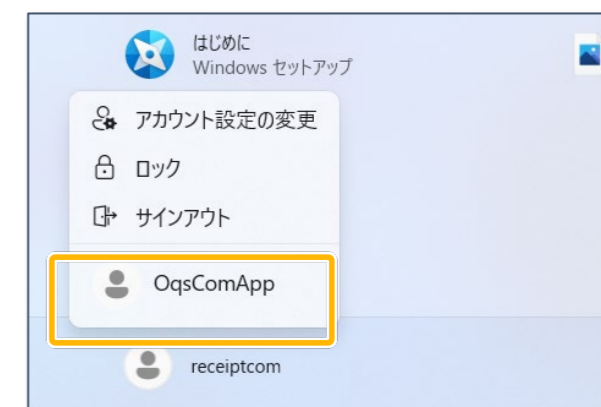 はじめに
Windows セットアップ
アカウント設定の変更
ロック
サインアウト
OqsComApp
receiptcom